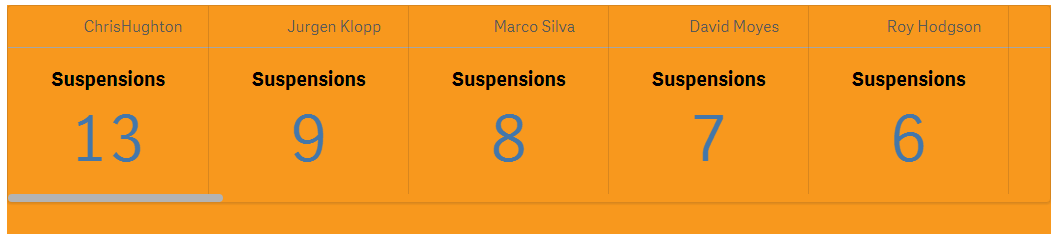 ChrisHughton
Jurgen Klopp
Marco Silva
David Moyes
Roy Hodgson
Suspensions
Suspensions
Suspensions
Suspensions
Suspensions
13
9
8
7
6